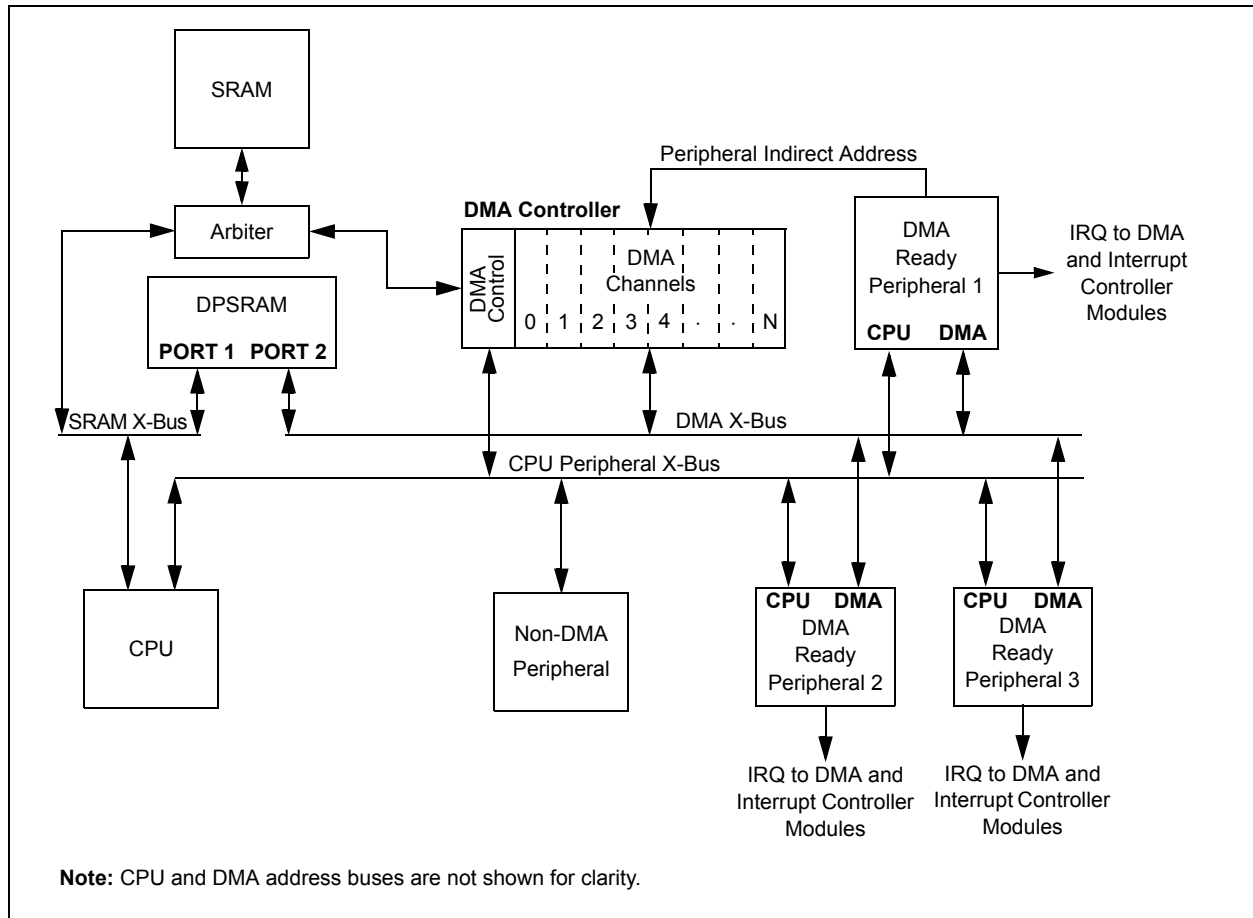 SRAM
Peripheral Indirect Address
DMA Controller
Arbiter
DMA
Control
DMA
Channels
0 1 2 3 4 . . N
DMA
Ready
Peripheral 1
CPU DMA
IRQ to DMA
and Interrupt
Controller
Modules
DPSRAM
PORT 1 PORT 2
SRAM X-Bus
DMA X-Bus
CPU Peripheral X-Bus
CPU
Non-DMA
Peripheral
CPU DMA
DMA
Ready
Peripheral 2
CPU DMA
DMA
Ready
Peripheral 3
IRQ to DMA and
Interrupt Controller
Modules
IRQ to DMA and
Interrupt Controller
Modules
Note: CPU and DMA address buses are not shown for clarity.